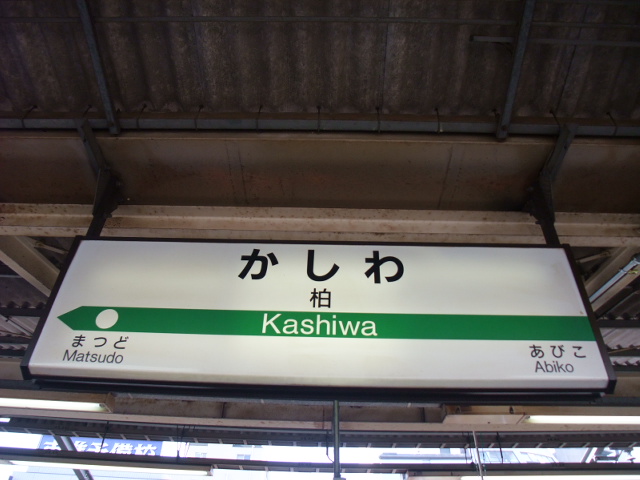 かしわ
柏
Kashiwa
まつど
Matsudo
あびこ
Abiko